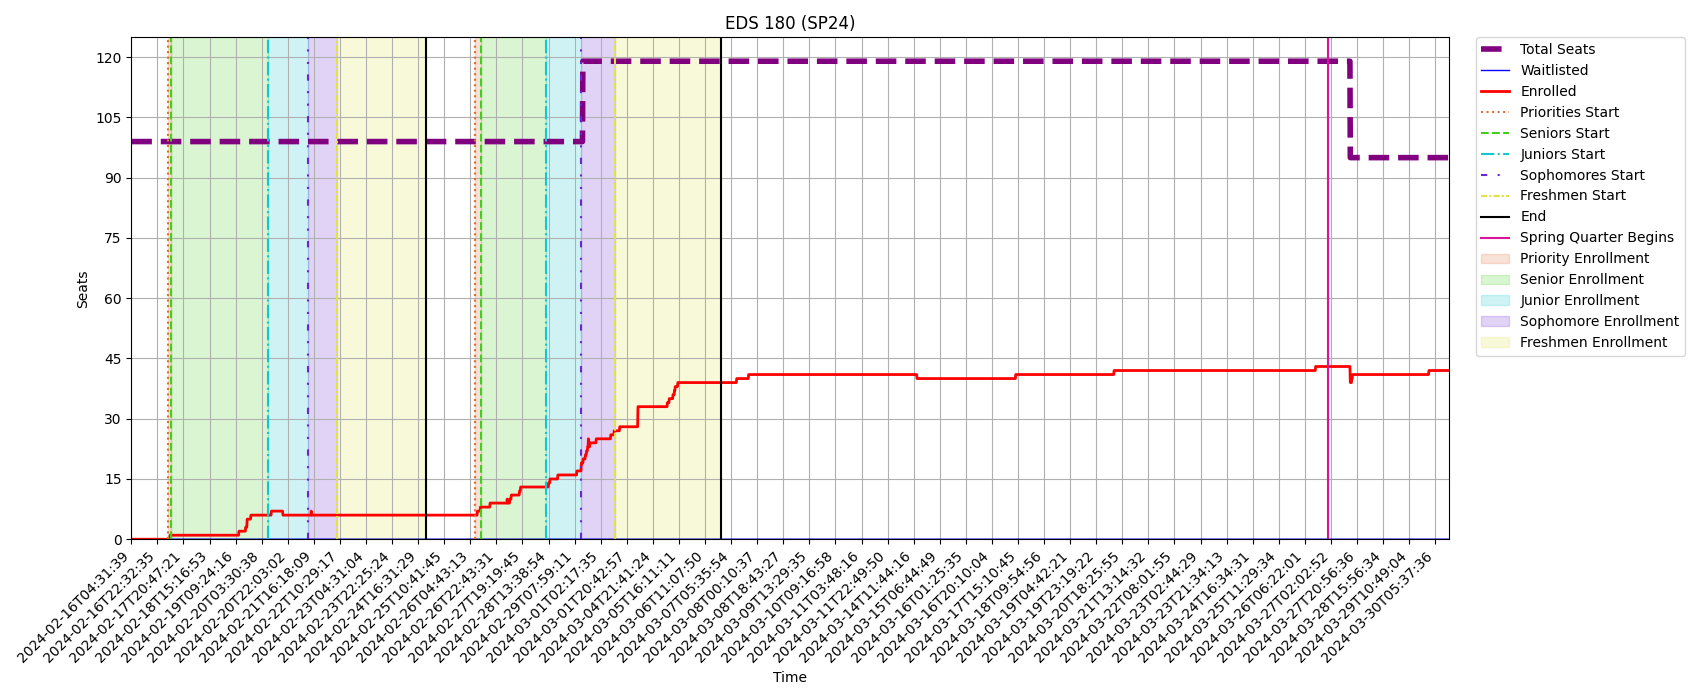 EDS 180 (SP24)
Seats
120
105
90
75
60
45
30
15
0
Total Seats
Waitlisted
Enrolled
Priorities Start
Seniors Start
Juniors Start
Sophomores Start
Freshmen Start
End
Spring Quarter Begins
Priority Enrollment
Senior Enrollment
Junior Enrollment
Sophomore Enrollment
Freshmen Enrollment
2024-02-16T04:31:39
2024-02-16T22:32:35
2024-02-17T20:47:21
2024-02-18T15:16:53
2024-02-19T09:24:16
2024-02-20T03:30:38
2024-02-20T22:03:02
2024-02-21T16:18:09
2024-02-22T10:29:17
2024-02-23T04:31:04
2024-02-23T22:25:24
2024-02-24T16:31:29
2024-02-25T10:41:45
2024-02-26T04:43:13
2024-02-26T22:43:31
2024-02-27T19:19:45
2024-02-28T13:38:54
2024-02-29T07:59:11
2024-03-01T02:17:35
2024-03-01T20:42:57
2024-03-04T21:41:24
2024-03-05T16:11:11
2024-03-06T11:07:50
2024-03-07T05:35:54
2024-03-08T00:10:37
2024-03-08T18:43:27
2024-03-09T13:29:35
2024-03-10T09:16:58
2024-03-11T03:48:16
2024-03-11T22:49:50
2024-03-14T11:44:16
2024-03-15T06:44:49
2024-03-16T01:25:35
2024-03-16T20:10:04
2024-03-17T15:10:45
2024-03-18T09:54:56
2024-03-19T04:42:21
2024-03-19T23:19:22
2024-03-20T18:25:55
2024-03-21T13:14:32
2024-03-22T08:01:55
2024-03-23T02:44:29
2024-03-23T21:34:13
2024-03-24T16:34:31
2024-03-25T11:29:34
2024-03-26T06:22:01
2024-03-27T02:02:52
2024-03-27T20:56:36
2024-03-28T15:56:34
2024-03-29T10:49:04
2024-03-30T05:37:36
Time